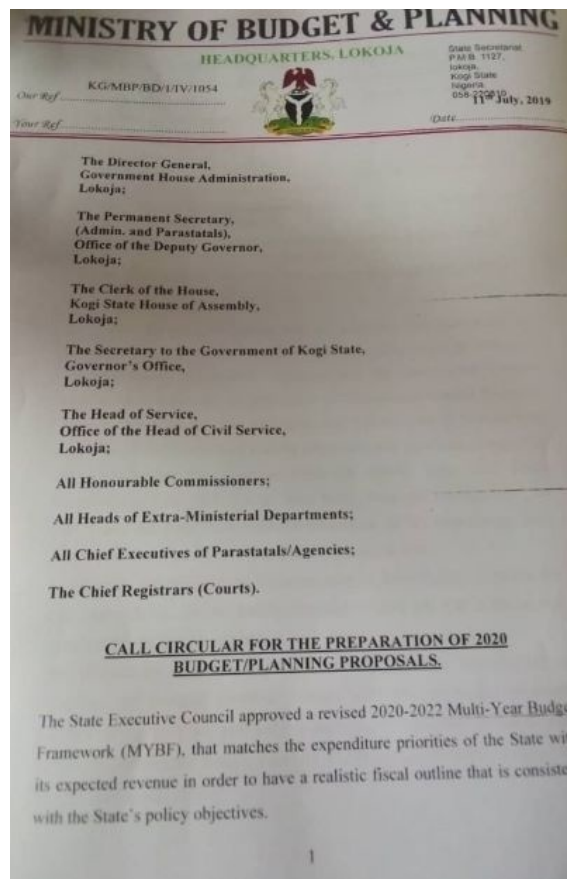 MINISTRY OF BUDGET & PLANNING
HEADQUARTERS, LOKOJA
State Secretariat
P.M.B. 1127,
lokoja,
Kogi State
Nigeria.
058-220810
Our Ref KG/MBP/BD/1/IV/1054
Your Ref
Date 11th July, 2019
The Director General,
Government House Administration,
Lokoja;
The Permanent Secretary,
(Admin. and Parastatals),
Office of the Deputy Governor,
Lokoja;
The Clerk of the House,
Kogi State House of Assembly,
Lokoja;
The Secretary to the Government of Kogi State,
Governor's Office,
Lokoja;
The Head of Service,
Office of the Head of Civil Service,
Lokoja;
All Honourable Commissioners;
All Heads of Extra-Ministerial Departments;
All Chief Executives of Parastatals/Agencies;
The Chief Registrars (Courts).
CALL CIRCULAR FOR THE PREPARATION OF 2020
BUDGET/PLANNING PROPOSALS.
The State Executive Council approved a revised 2020-2022 Multi-Year Budge
Framework (MYBF), that matches the expenditure priorities of the State wi
its expected revenue in order to have a realistic fiscal outline that is consiste
with the State's policy objectives.
1